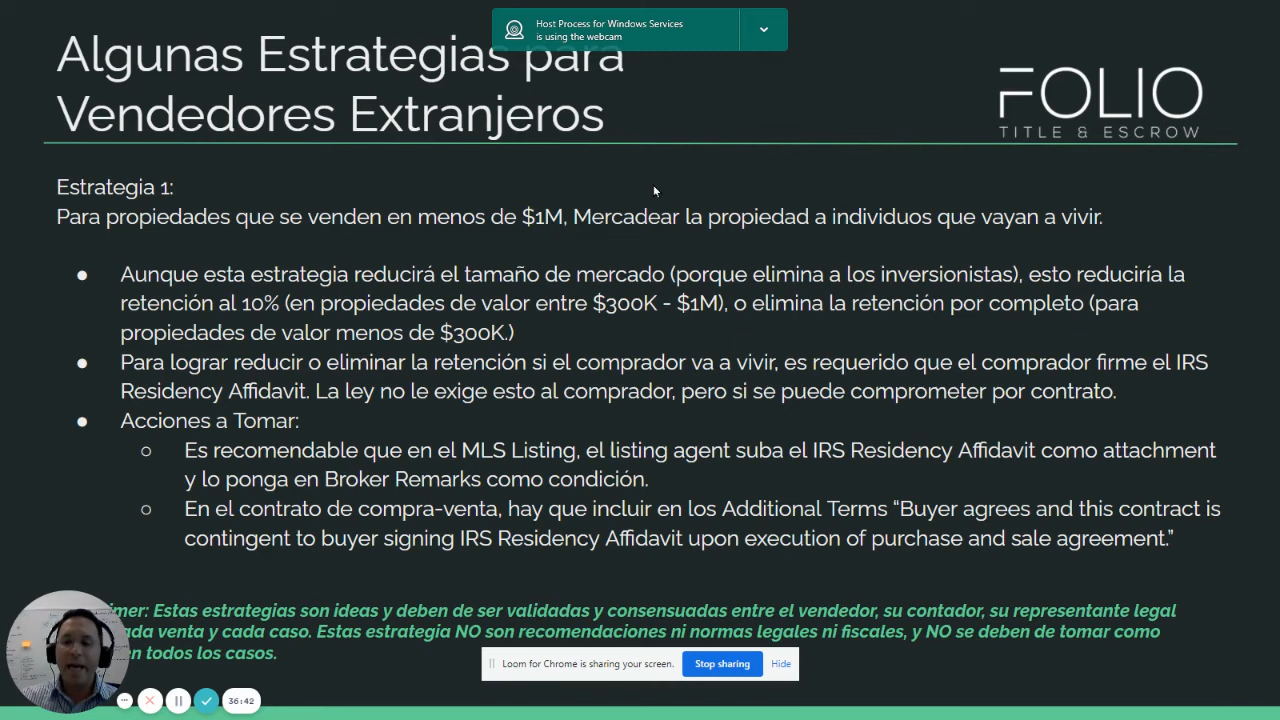 Host Process for Windows Services
is using the webcam
Algunas Estrategias para
Vendedores Extranjeros
FOLIO
TITLE & ESCROW
Estrategia 1:
Para propiedades que se venden en menos de $1M, Mercadear la propiedad a individuos que vayan a vivir.
● Aunque esta estrategia reducirá el tamaño de mercado (porque elimina a los inversionistas), esto reduciría la
retención al 10% (en propiedades de valor entre $300K - $1M), o elimina la retención por completo (para
propiedades de valor menos de $300K.)
● Para lograr reducir o eliminar la retención si el comprador va a vivir, es requerido que el comprador firme el IRS
Residency Affidavit. La ley no le exige esto al comprador, pero si se puede comprometer por contrato.
● Acciones a Tomar:
○ Es recomendable que en el MLS Listing, el listing agent suba el IRS Residency Affidavit como attachment
y lo ponga en Broker Remarks como condición.
○ En el contrato de compra-venta, hay que incluir en los Additional Terms “Buyer agrees and this contract is
contingent to buyer signing IRS Residency Affidavit upon execution of purchase and sale agreement.”
Estas estrategias son ideas y deben de ser validadas y consensuadas entre el vendedor, su contador, su representante legal
venta y cada caso. Estas estrategia NO son recomendaciones ni normas legales ni fiscales, y NO se deben de tomar como
en todos los casos.
Loom for Chrome is sharing your screen.
Stop sharing
Hide
36:42